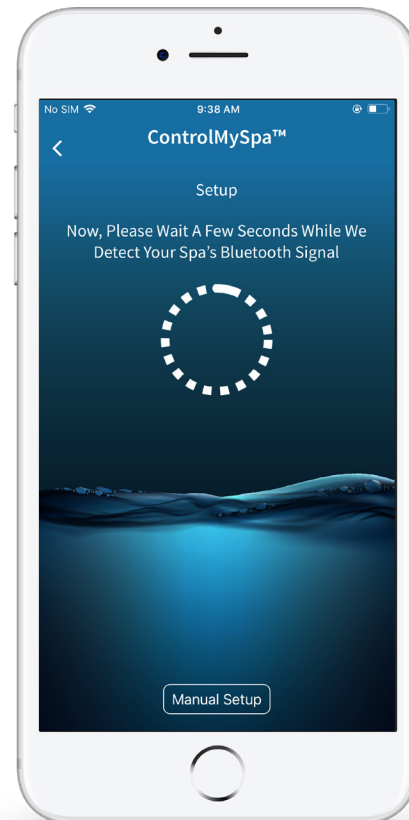 No SIM 9:38 AM
ControlMySpa™
Setup
Now, Please Wait A Few Seconds While We
Detect Your Spa's Bluetooth Signal
Manual Setup